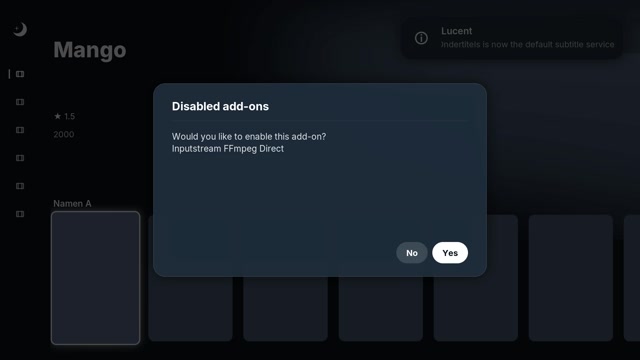 Lucent
Indertitels is now the default subtitle service
Mango
★ 1.5
2000
Disabled add-ons
Would you like to enable this add-on?
Inputstream FFmpeg Direct
No
Yes
Namen A